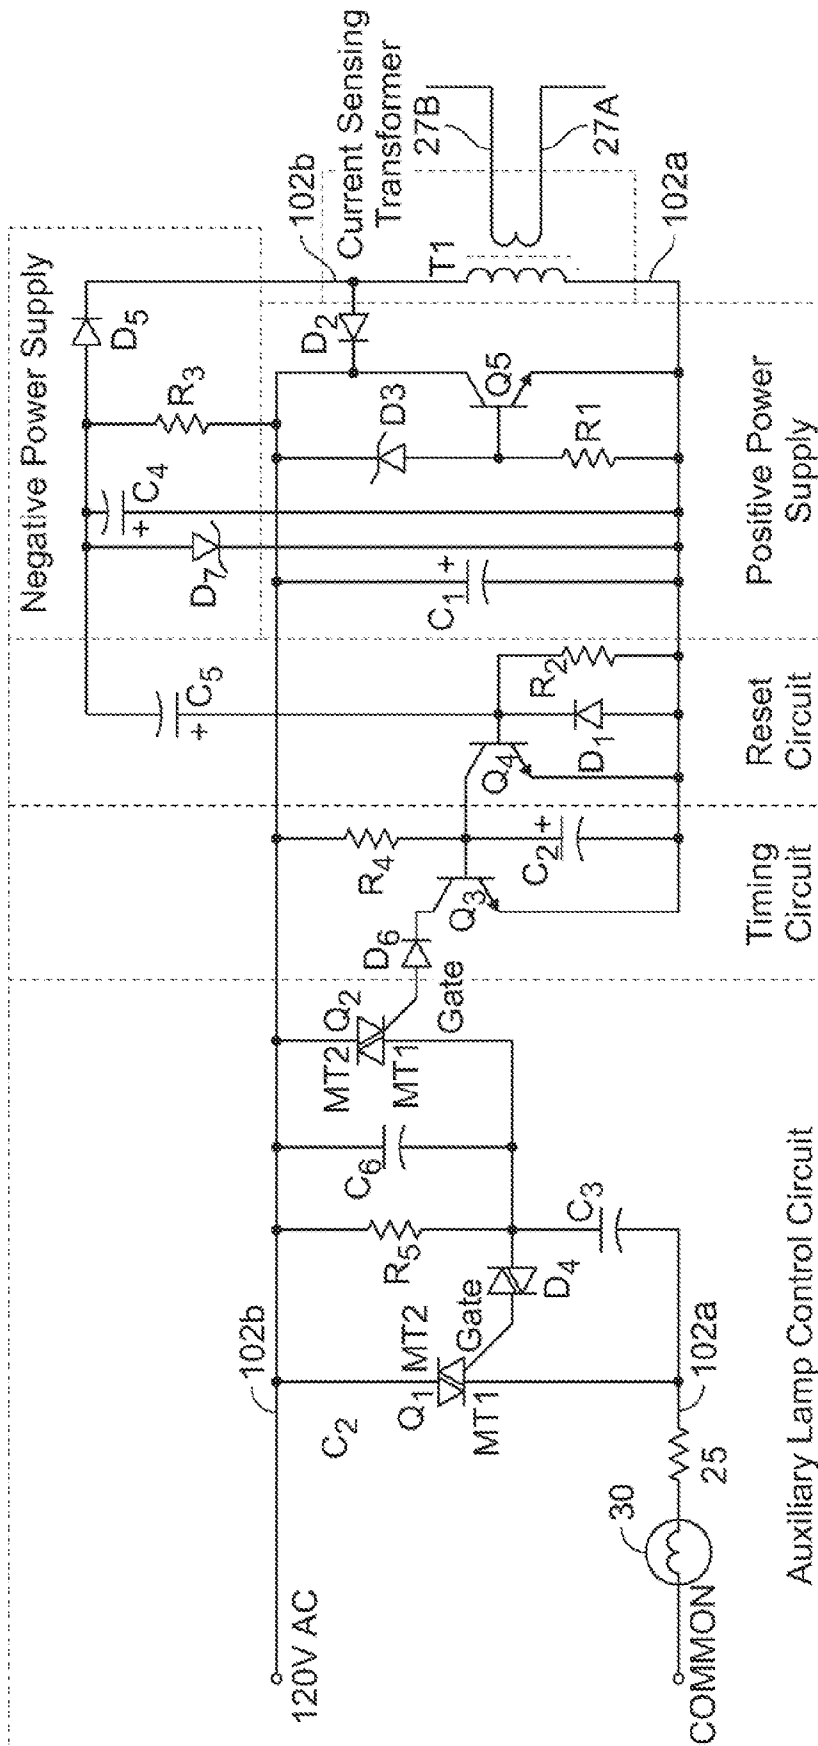 Negative Power Supply
102b
Current Sensing
Transformer
27B
27A
T1
102a
D5
R3
C4
D7
D2
D3
Q5
R1
C1
+
+
Positive Power
Supply
C5
+
R2
D1
Q4
Reset
Circuit
R4
C2
+
Q3
D6
Timing
Circuit
Q2
MT2
MT1
Gate
C6
R5
C3
D4
Gate
MT2
Q1
MT1
102b
C2
102a
25
30
120V AC
COMMON
Auxiliary Lamp Control Circuit